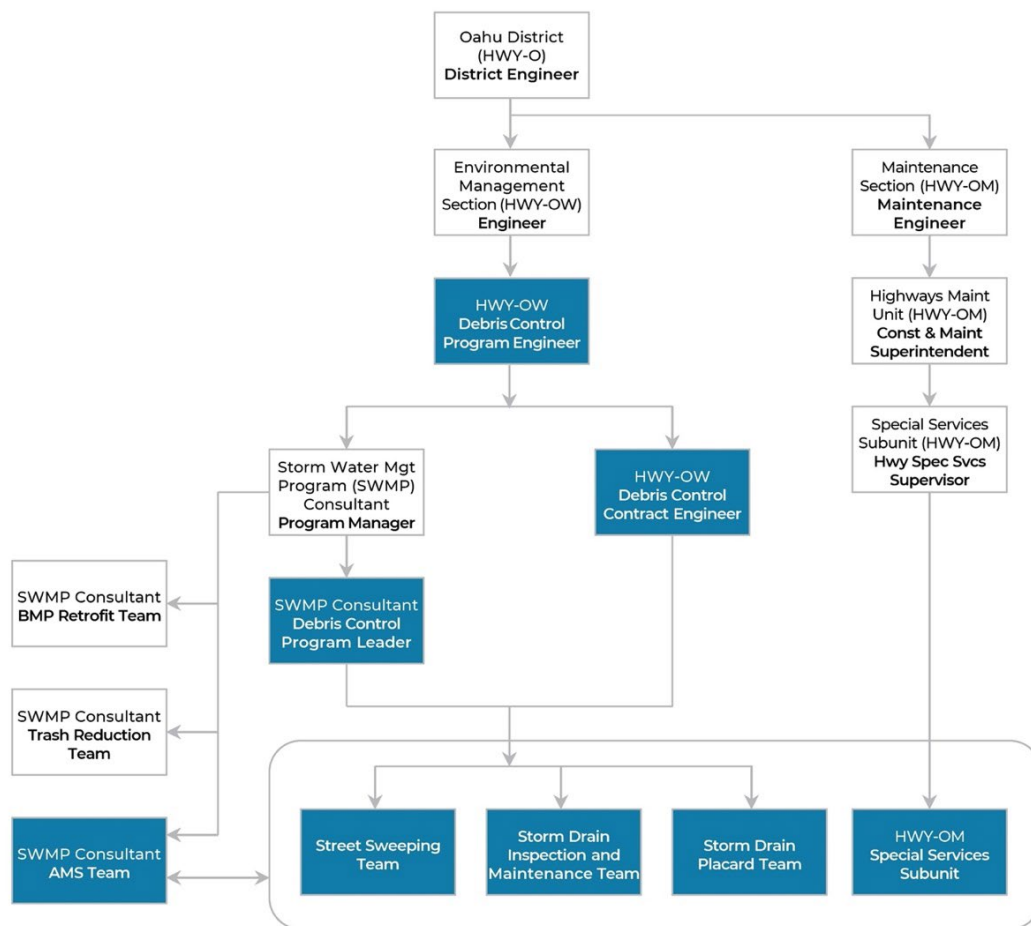 Oahu District
(HWY-O)
District Engineer
Environmental
Management
Section (HWY-OW)
Engineer
Maintenance
Section (HWY-OM)
Maintenance
Engineer
HWY-OW
Debris Control
Program Engineer
Highways Maint
Unit (HWY-OM)
Const & Maint
Superintendent
Storm Water Mgt
Program (SWMP)
Consultant
Program Manager
HWY-OW
Debris Control
Contract Engineer
Special Services
Subunit (HWY-OM)
Hwy Spec Svcs
Supervisor
SWMP Consultant
BMP Retrofit Team
SWMP Consultant
Debris Control
Program Leader
SWMP Consultant
Trash Reduction
Team
SWMP Consultant
AMS Team
Street Sweeping
Team
Storm Drain
Inspection and
Maintenance Team
Storm Drain
Placard Team
HWY-OM
Special Services
Subunit